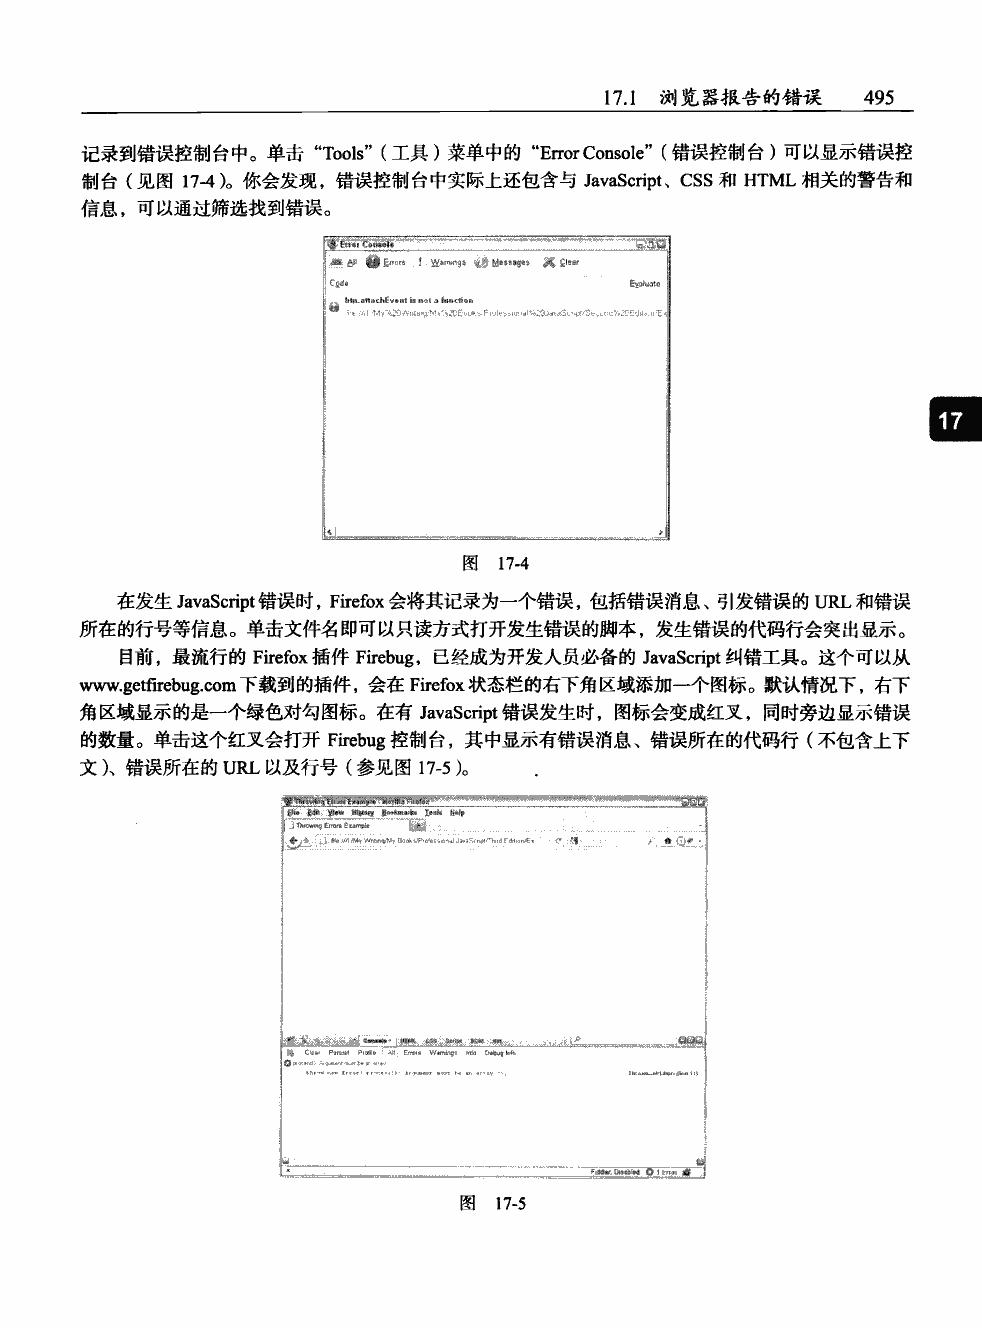 17.1 浏览器报告的错误 495
记录到错误控制台中。单击“Tools”（工具）菜单中的“Error Console”（错误控制台）可以显示错误控
制台（见图 17-4）。你会发现，错误控制台中实际上还包含与 JavaScript、CSS 和 HTML 相关的警告和
信息，可以通过筛选找到错误。
Error Console
All Errors ! Warnings Messages Clear
Code Evaluate
btn.attachEvent is not a function
17
图 17-4
在发生 JavaScript 错误时，Firefox 会将其记录为一个错误，包括错误消息、引发错误的 URL 和错误
所在的行号等信息。单击文件名即可以只读方式打开发生错误的脚本，发生错误的代码行会突出显示。
目前，最流行的 Firefox 插件 Firebug，已经成为开发人员必备的 JavaScript 纠错工具。这个可以从
www.getfirebug.com 下载到的插件，会在 Firefox 状态栏的右下角区域添加一个图标。默认情况下，右下
角区域显示的是一个绿色对勾图标。在有 JavaScript 错误发生时，图标会变成红叉，同时旁边显示错误
的数量。单击这个红叉会打开 Firebug 控制台，其中显示有错误消息、错误所在的代码行（不包含上下
文）、错误所在的 URL 以及行号（参见图 17-5）。
Throwing Errors Example - Mozilla Firefox
File Edit View History Bookmarks Tools Help
Throwing Errors Example
Console HTML CSS Script DOM Net
Clear Persist Profile All Errors Warnings Info Debug Info
1 Error
图 17-5